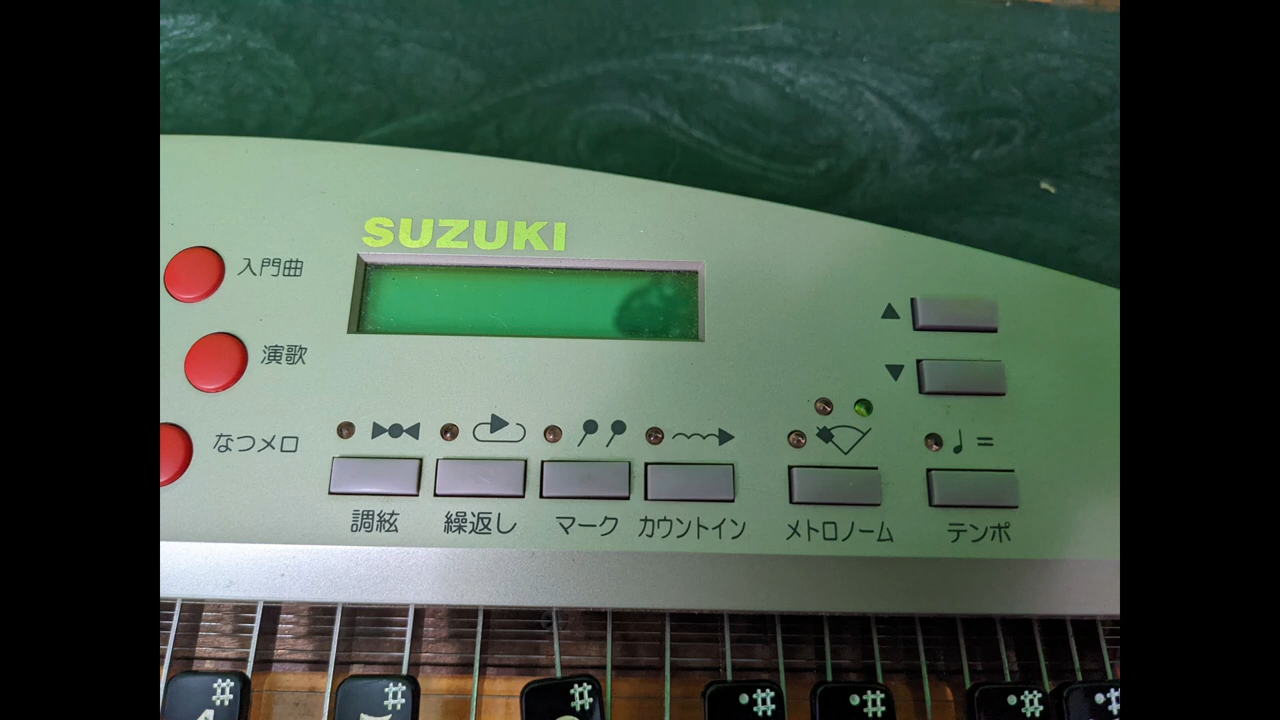 SUZUKI
入門曲
演歌
なつメロ
▲
▼
♩ =
調絃 繰返し マーク カウントイン メトロノーム テンポ
# # # •# •# •# •#